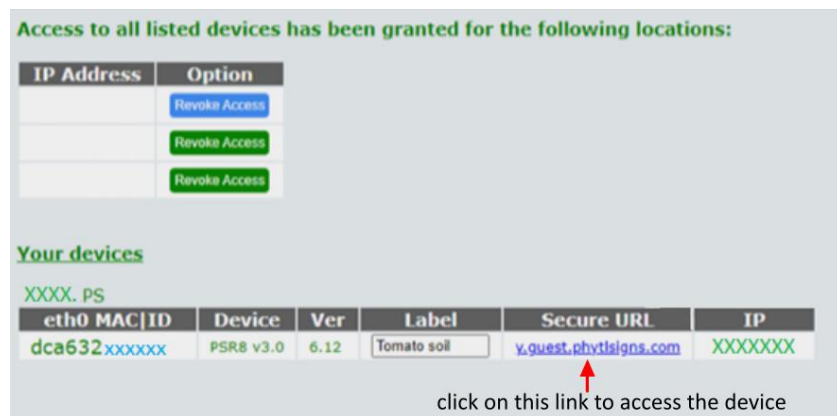 Access to all listed devices has been granted for the following locations:
IP Address Option
Revoke Access
Revoke Access
Revoke Access
Your devices
XXXX. PS
eth0 MAC|ID Device Ver Label Secure URL IP
dca632xxxxxx PSR8 v3.0 6.12 Tomato soil y.guest.phytlsigns.com XXXXXXX
click on this link to access the device